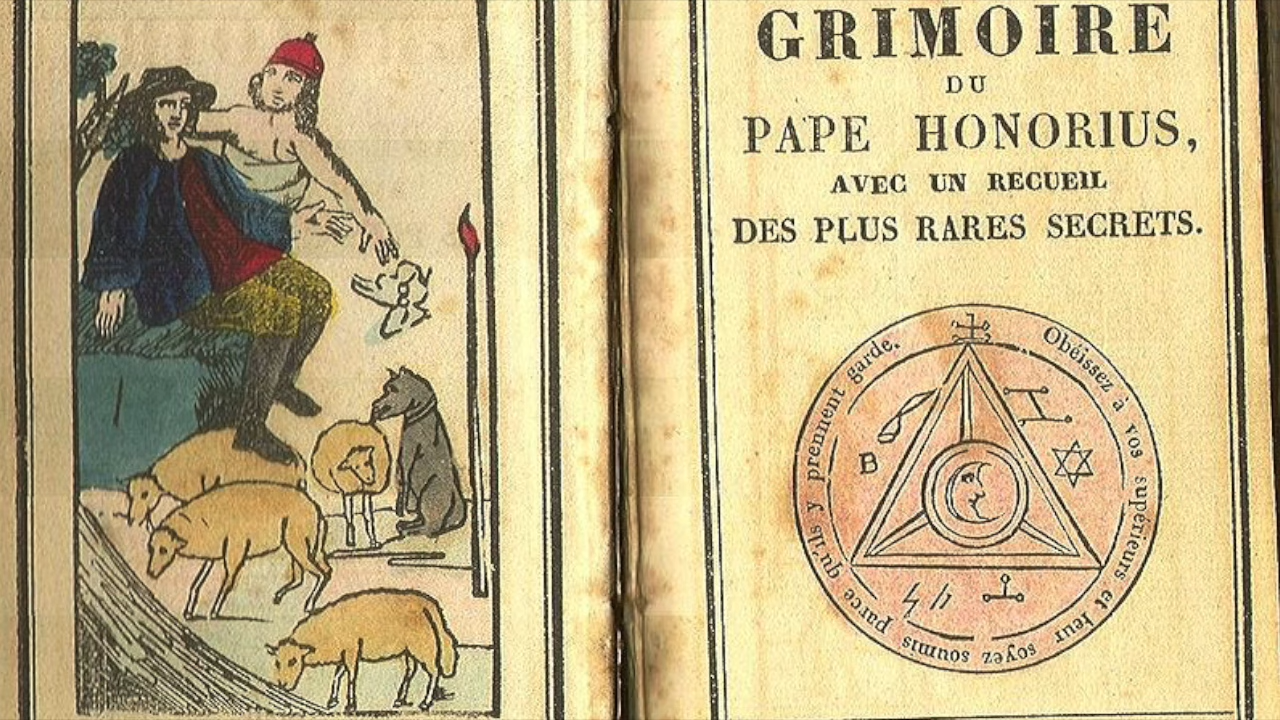 GRIMOIRE
DU
PAPE HONORIUS,
AVEC UN RECUEIL
DES PLUS RARES SECRETS.
Obéissez à vos supérieurs et leur soyez soumis parce qu'ils y prennent garde.
B